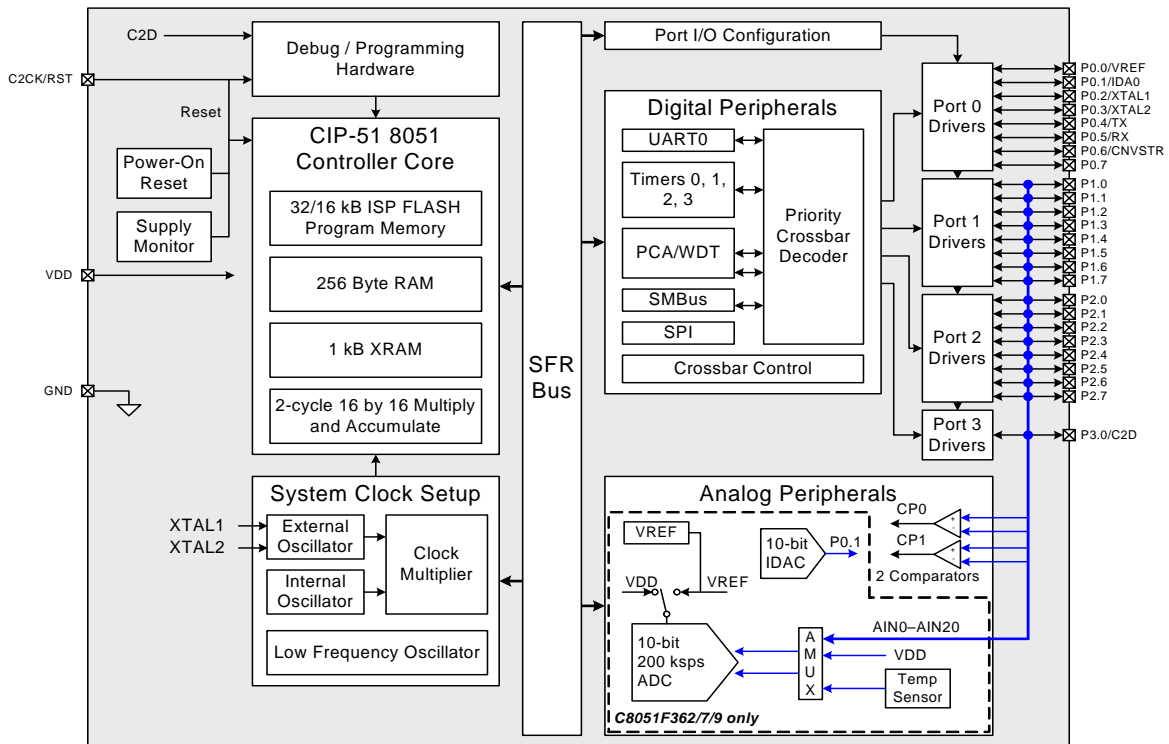 C2D
C2CK/RST
Reset
Power-On
Reset
Supply
Monitor
VDD
GND
Debug / Programming
Hardware
CIP-51 8051
Controller Core
32/16 kB ISP FLASH
Program Memory
256 Byte RAM
1 kB XRAM
2-cycle 16 by 16 Multiply
and Accumulate
System Clock Setup
XTAL1
XTAL2
External
Oscillator
Internal
Oscillator
Clock
Multiplier
Low Frequency Oscillator
SFR
Bus
Port I/O Configuration
Digital Peripherals
UART0
Timers 0, 1,
2, 3
PCA/WDT
SMBus
SPI
Priority
Crossbar
Decoder
Crossbar Control
Port 0
Drivers
Port 1
Drivers
Port 2
Drivers
Port 3
Drivers
P0.0/VREF
P0.1/IDA0
P0.2/XTAL1
P0.3/XTAL2
P0.4/TX
P0.5/RX
P0.6/CNVSTR
P0.7
P1.0
P1.1
P1.2
P1.3
P1.4
P1.5
P1.6
P1.7
P2.0
P2.1
P2.2
P2.3
P2.4
P2.5
P2.6
P2.7
P3.0/C2D
Analog Peripherals
VREF
VDD
VREF
10-bit
IDAC
P0.1
CP0
+
-
CP1
+
-
2 Comparators
10-bit
200 ksps
ADC
A
M
U
X
AIN0–AIN20
VDD
Temp
Sensor
C8051F362/7/9 only